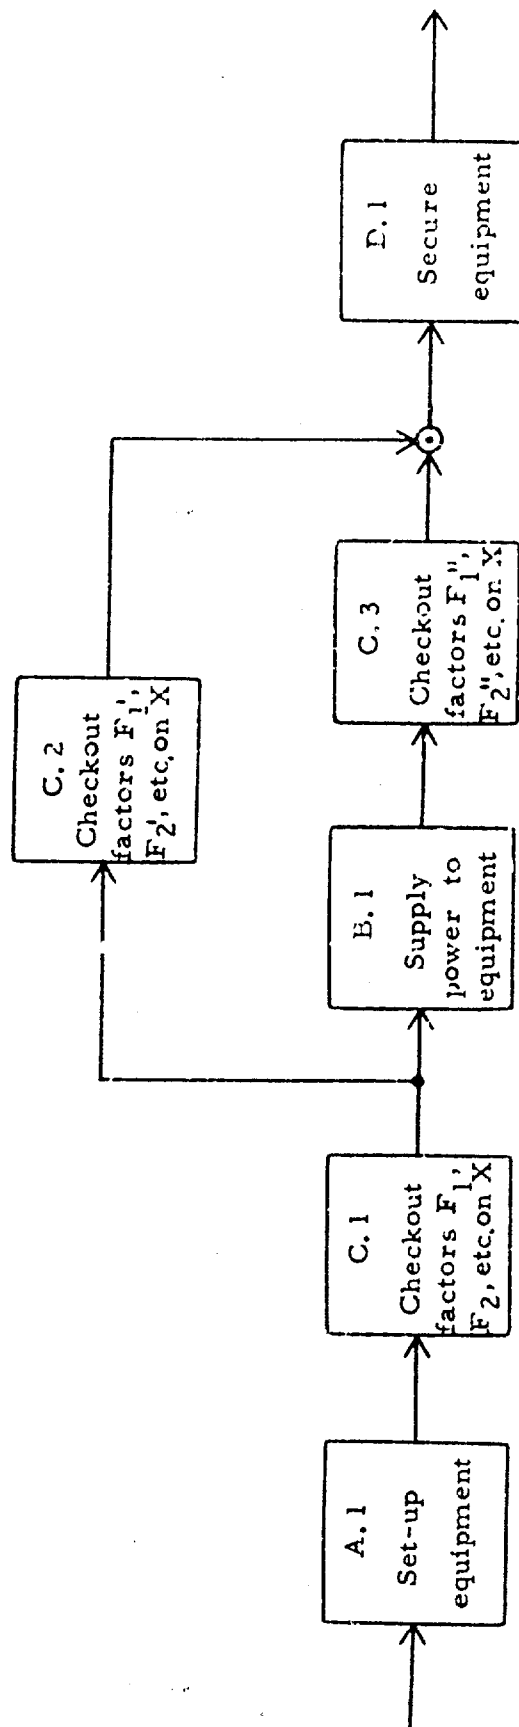 A.1
Set-up
equipment
C.1
Checkout
factors F₁,
F₂, etc. on X
C.2
Checkout
factors F₁',
F₂', etc. on X
B.1
Supply
power to
equipment
C.3
Checkout
factors F₁'',
F₂'', etc. on X
D.1
Secure
equipment